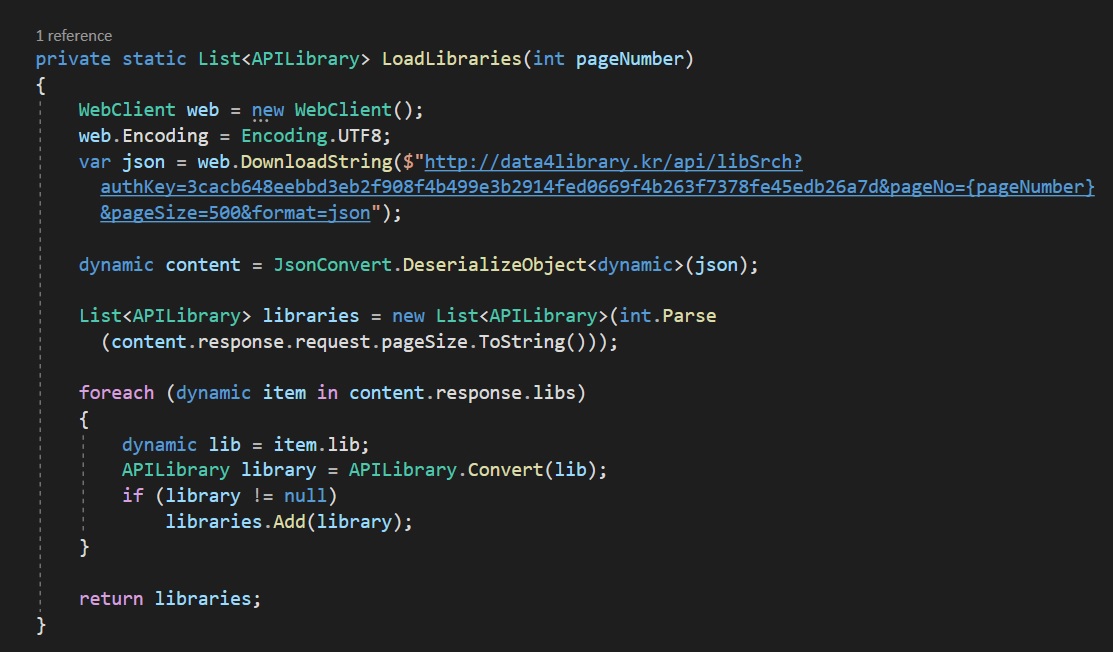 1 reference
private static List<APILibrary> LoadLibraries(int pageNumber)
{
WebClient web = new WebClient();
web.Encoding = Encoding.UTF8;
var json = web.DownloadString($"http://data4library.kr/api/libSrch?
authKey=3cacb648eebbd3eb2f908f4b499e3b2914fed0669f4b263f7378fe45edb26a7d&pageNo={pageNumber}
&pageSize=500&format=json");
dynamic content = JsonConvert.DeserializeObject<dynamic>(json);
List<APILibrary> libraries = new List<APILibrary>(int.Parse
(content.response.request.pageSize.ToString()));
foreach (dynamic item in content.response.libs)
{
dynamic lib = item.lib;
APILibrary library = APILibrary.Convert(lib);
if (library != null)
libraries.Add(library);
}
return libraries;
}